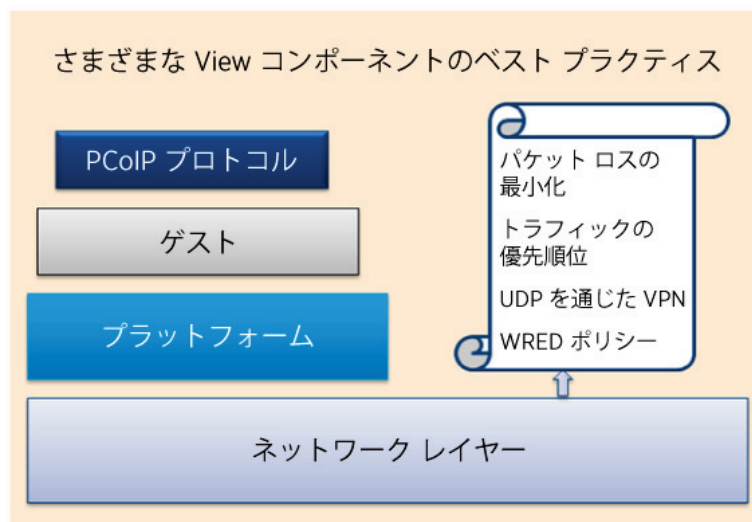 さまざまな View コンポーネントのベスト プラクティス
PCoIP プロトコル
ゲスト
プラットフォーム
ネットワーク レイヤー
パケット ロスの
最小化
トラフィックの
優先順位
UDP を通じた VPN
WRED ポリシー